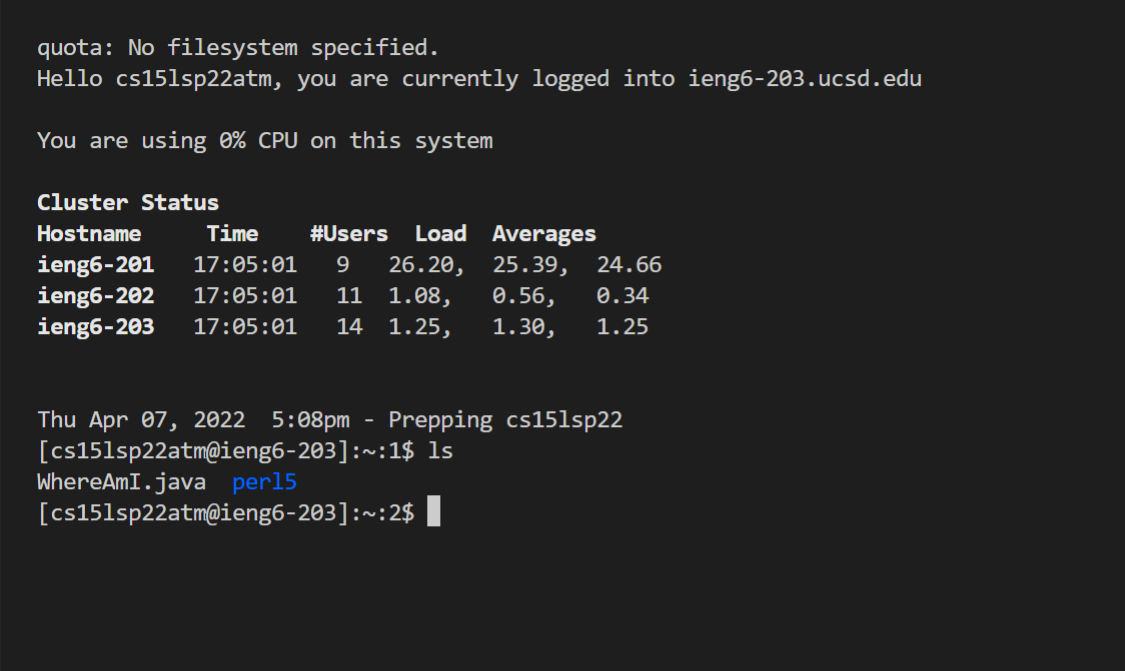 quota: No filesystem specified.
Hello cs15lsp22atm, you are currently logged into ieng6-203.ucsd.edu
You are using 0% CPU on this system
Cluster Status
Hostname     Time    #Users  Load  Averages
ieng6-201   17:05:01   9   26.20,  25.39,  24.66
ieng6-202   17:05:01   11  1.08,   0.56,   0.34
ieng6-203   17:05:01   14  1.25,   1.30,   1.25
Thu Apr 07, 2022  5:08pm - Prepping cs15lsp22
[cs15lsp22atm@ieng6-203]:~:1$ ls
WhereAmI.java  perl5
[cs15lsp22atm@ieng6-203]:~:2$